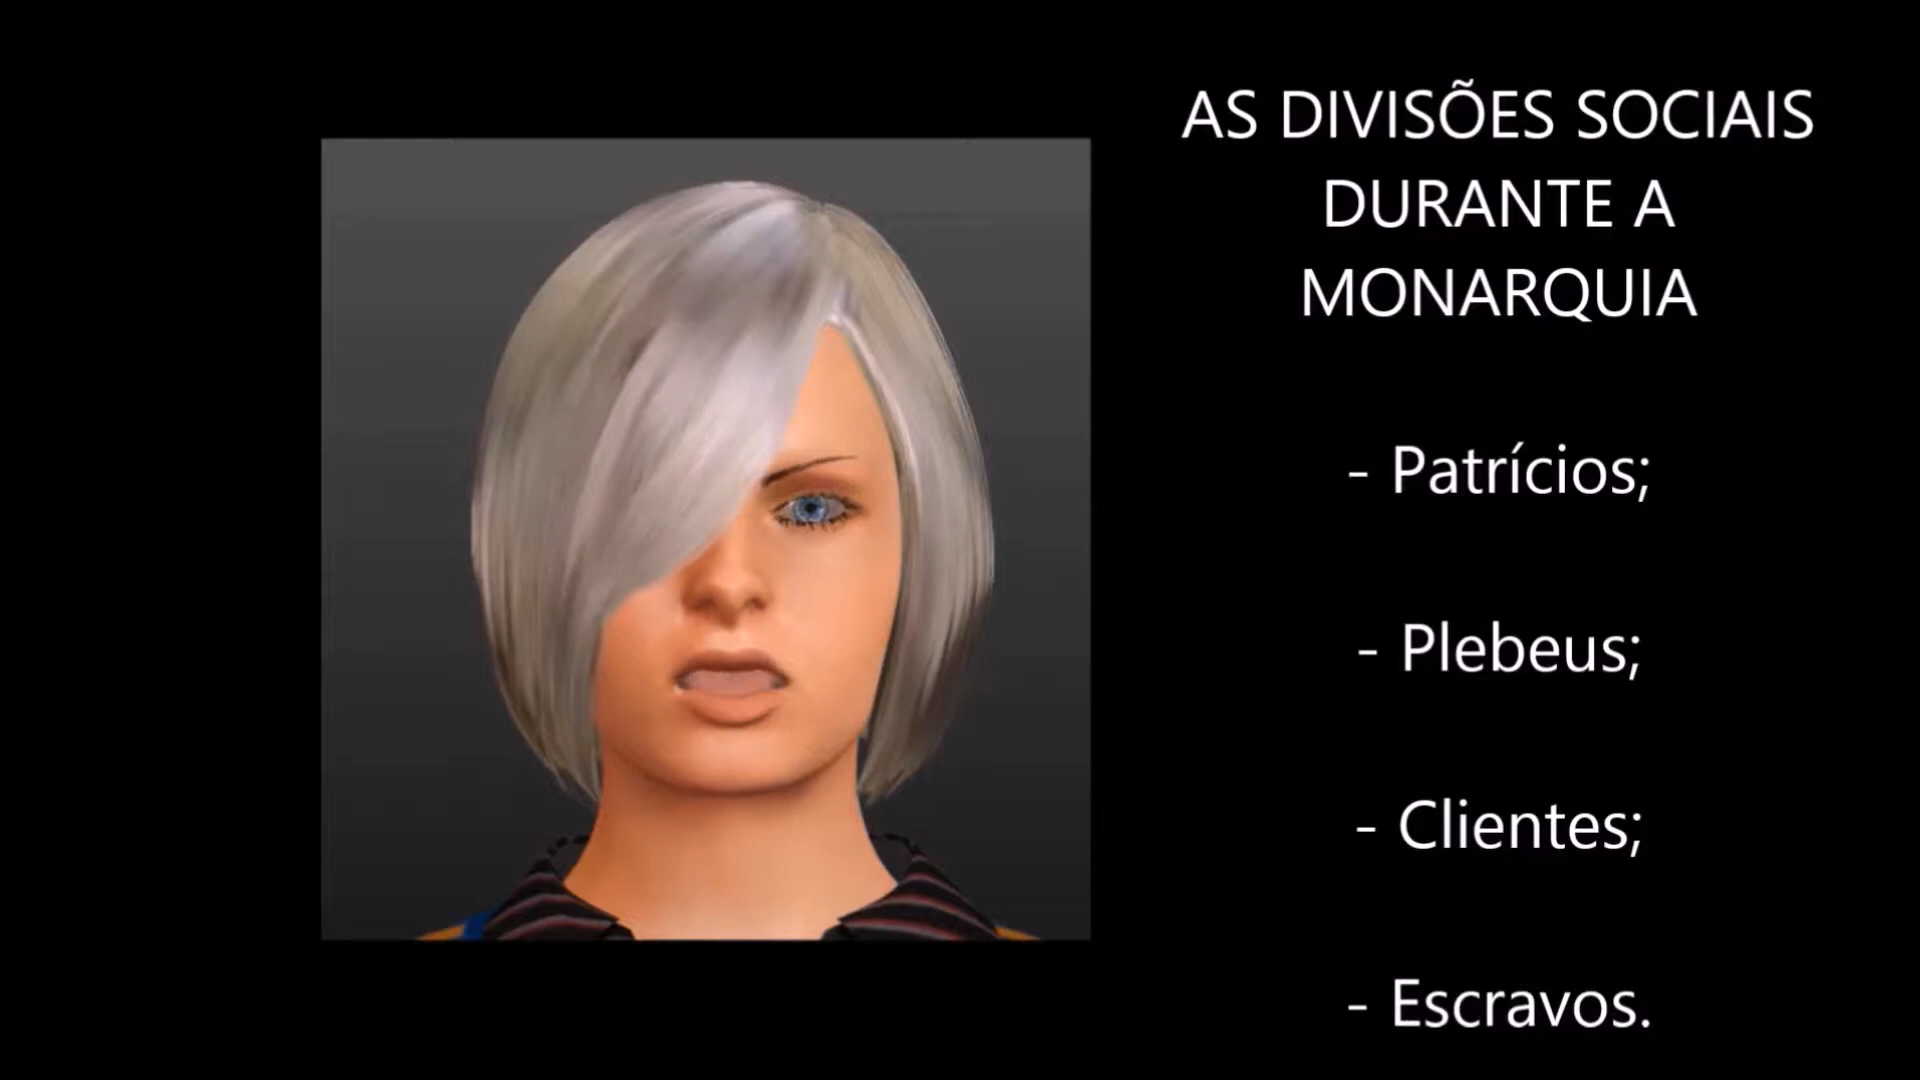 AS DIVISÕES SOCIAIS
DURANTE A
MONARQUIA
- Patrícios;
- Plebeus;
- Clientes;
- Escravos.